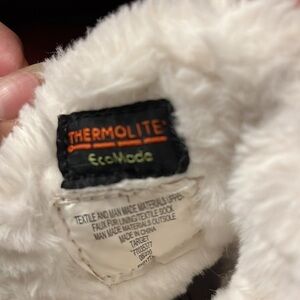 THERMOLITE®
EcoMade
TEXTILE AND MAN MADE MATERIALS UPPER
FAUX FUR LINING-TEXTILE SOCK
MAN MADE MATERIALS OUTSOLE
MADE IN CHINA
TARGET